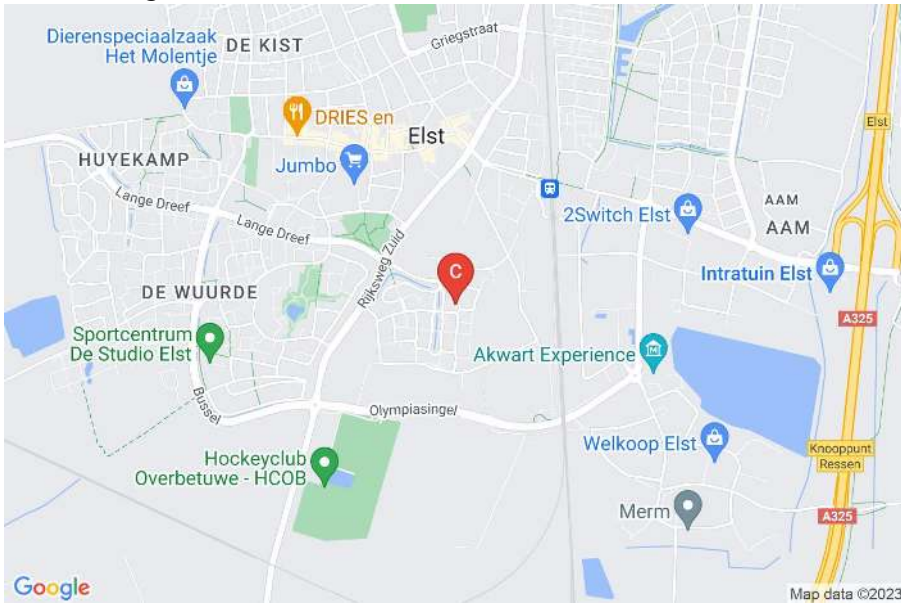 Dierenspeciaalzaak
Het Molentje
DE KIST
Griegstraat
DRIES en
Elst
Elst
HUYEKAMP
Jumbo
Lange Dreef
Lange Dreef
2Switch Elst
AAM
AAM
Rijksweg Zuid
Intratuin Elst
C
DE WUURDE
A325
Sportcentrum
De Studio Elst
Akwart Experience
Bussel
Olympiasingel
Welkoop Elst
Knooppunt
Ressen
Hockeyclub
Overbetuwe - HCOB
Merm
A325
Google
Map data ©2023